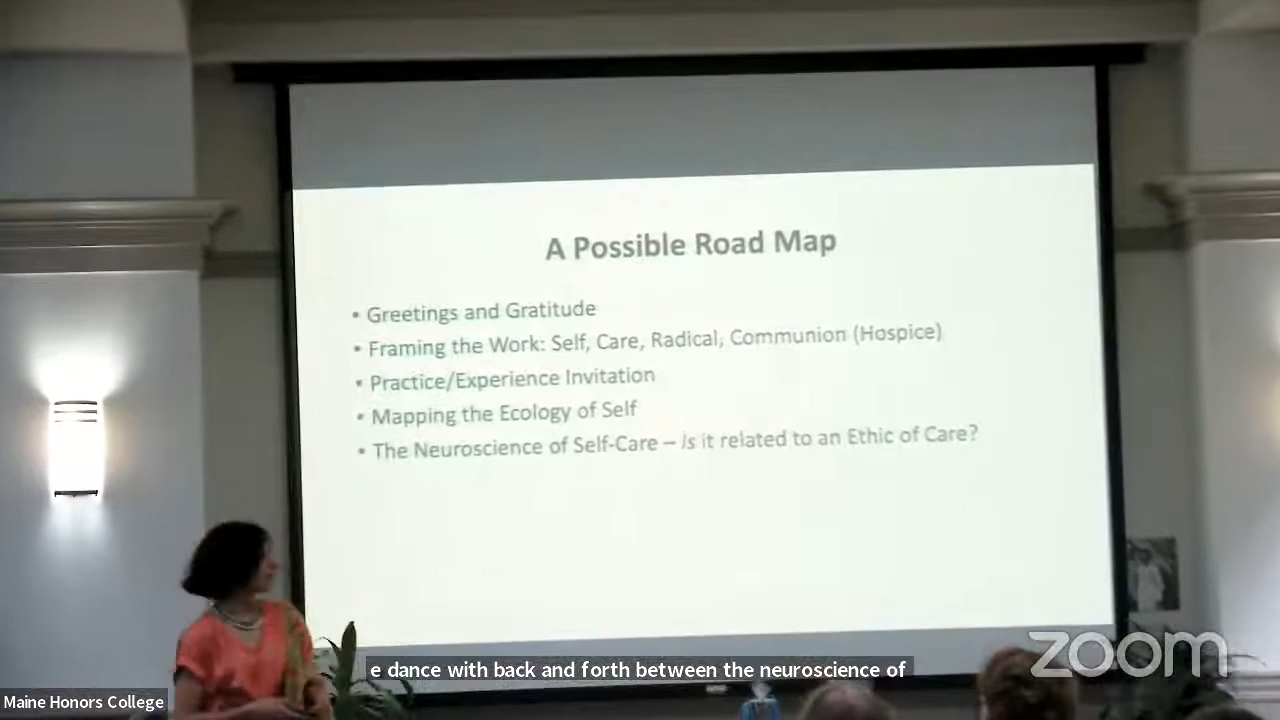 A Possible Road Map
• Greetings and Gratitude
• Framing the Work: Self, Care, Radical, Communion (Hospice)
• Practice/Experience Invitation
• Mapping the Ecology of Self
• The Neuroscience of Self-Care – Is it related to an Ethic of Care?
zoom
e dance with back and forth between the neuroscience of
Maine Honors College